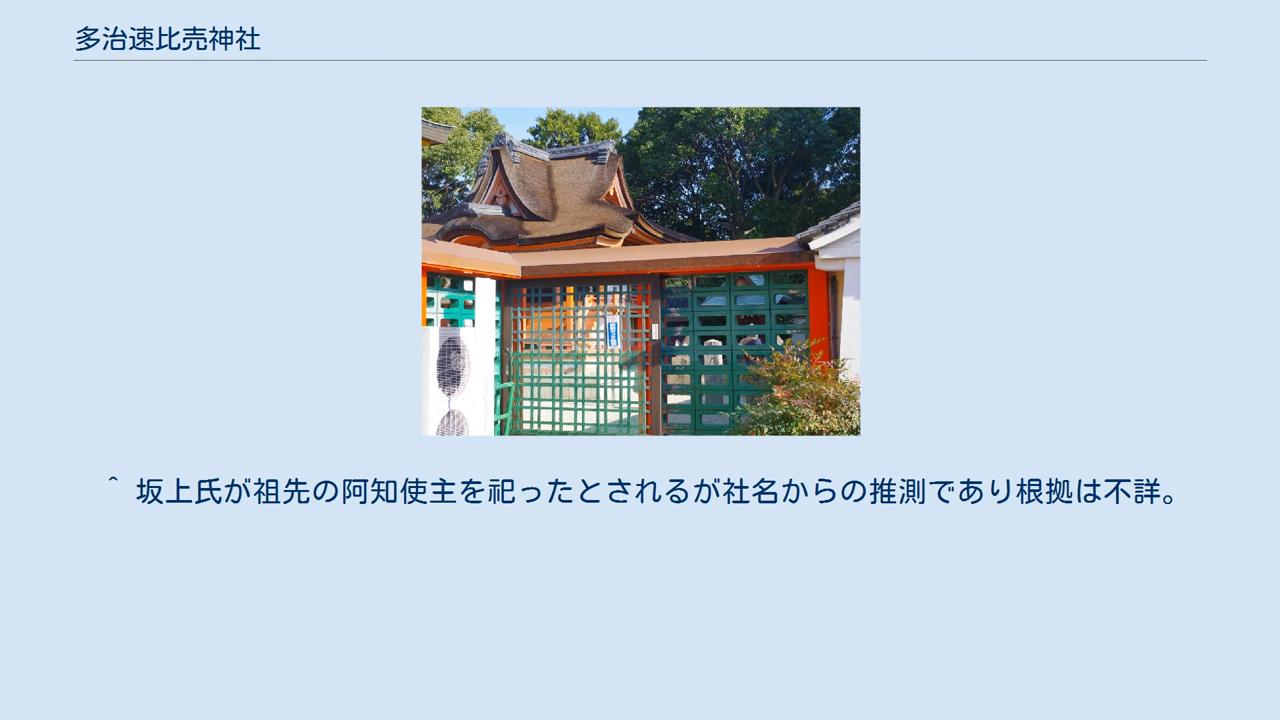 多治速比売神社
^ 坂上氏が祖先の阿知使主を祀ったとされるが社名からの推測であり根拠は不詳。